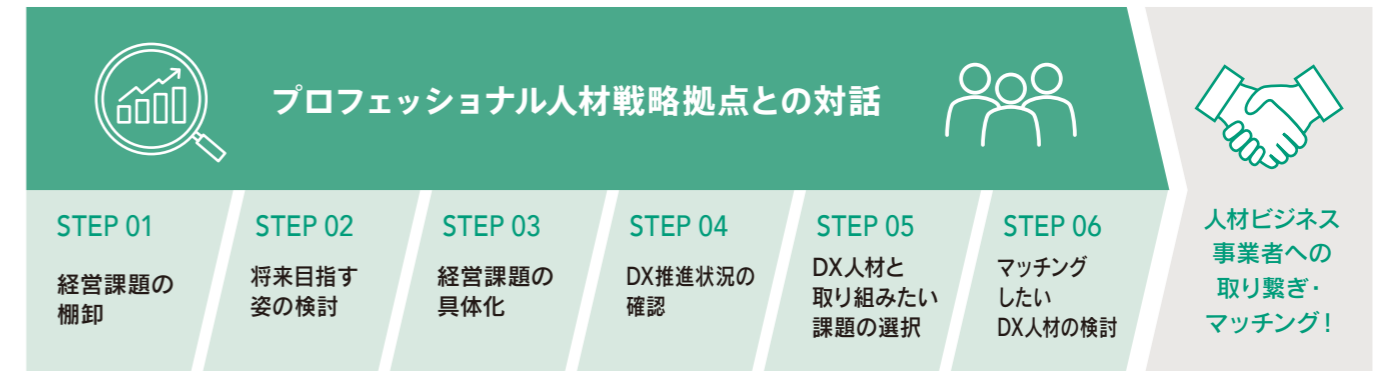 プロフェッショナル人材戦略拠点との対話
STEP 01
経営課題の
棚卸
STEP 02
将来目指す
姿の検討
STEP 03
経営課題の
具体化
STEP 04
DX推進状況の
確認
STEP 05
DX人材と
取り組みたい
課題の選択
STEP 06
マッチング
したい
DX人材の検討
人材ビジネス
事業者への
取り繋ぎ・
マッチング!